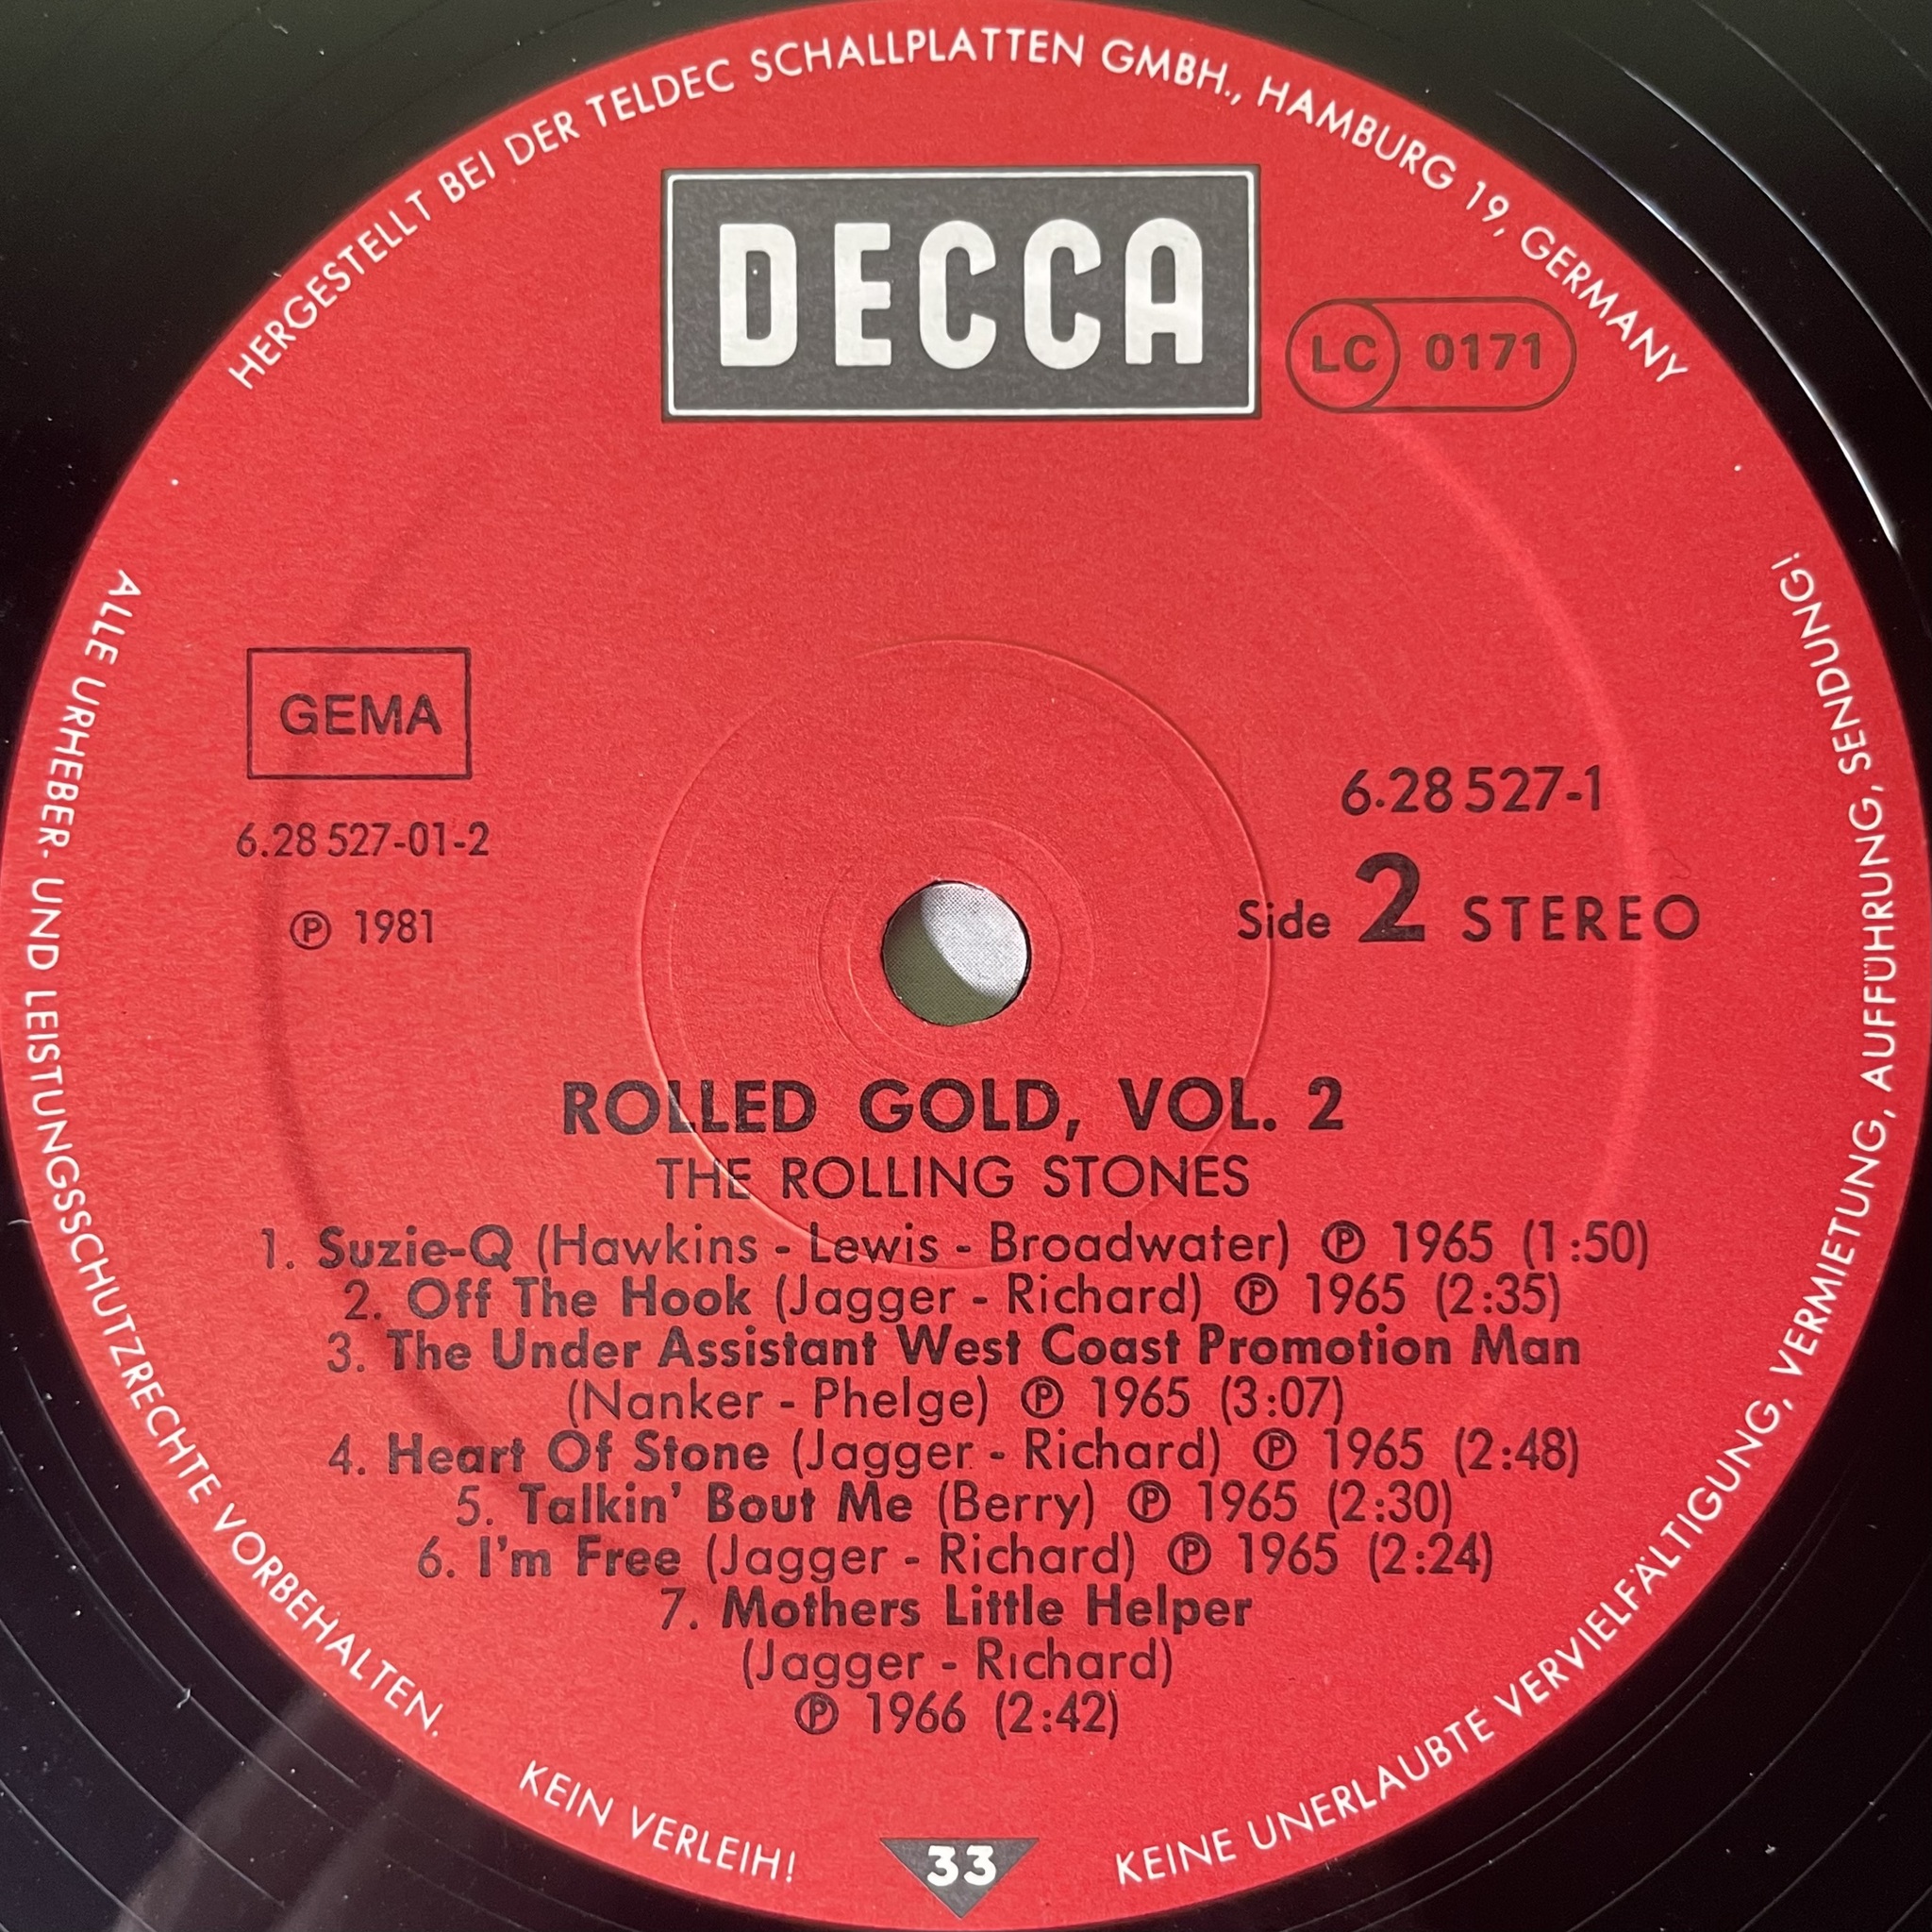 HERGESTELLT BEI DER TELDEC SCHALLPLATTEN GMBH., HAMBURG 19, GERMANY
DECCA
LC 0171
GEMA
6.28 527-01-2
℗ 1981
6.28 527-1
Side 2 STEREO
ROLLED GOLD, VOL. 2
THE ROLLING STONES
1. Suzie-Q (Hawkins - Lewis - Broadwater) ℗ 1965 (1:50)
2. Off The Hook (Jagger - Richard) ℗ 1965 (2:35)
3. The Under Assistant West Coast Promotion Man
(Nanker - Phelge) ℗ 1965 (3:07)
4. Heart Of Stone (Jagger - Richard) ℗ 1965 (2:48)
5. Talkin' Bout Me (Berry) ℗ 1965 (2:30)
6. I'm Free (Jagger - Richard) ℗ 1965 (2:24)
7. Mothers Little Helper
(Jagger - Richard)
℗ 1966 (2:42)
33
ALLE URHEBER- UND LEISTUNGSSCHUTZRECHTE VORBEHALTEN.
KEIN VERLEIH!
KEINE UNERLAUBTE VERVIELFÄLTIGUNG, VERMIETUNG, AUFFÜHRUNG, SENDUNG!